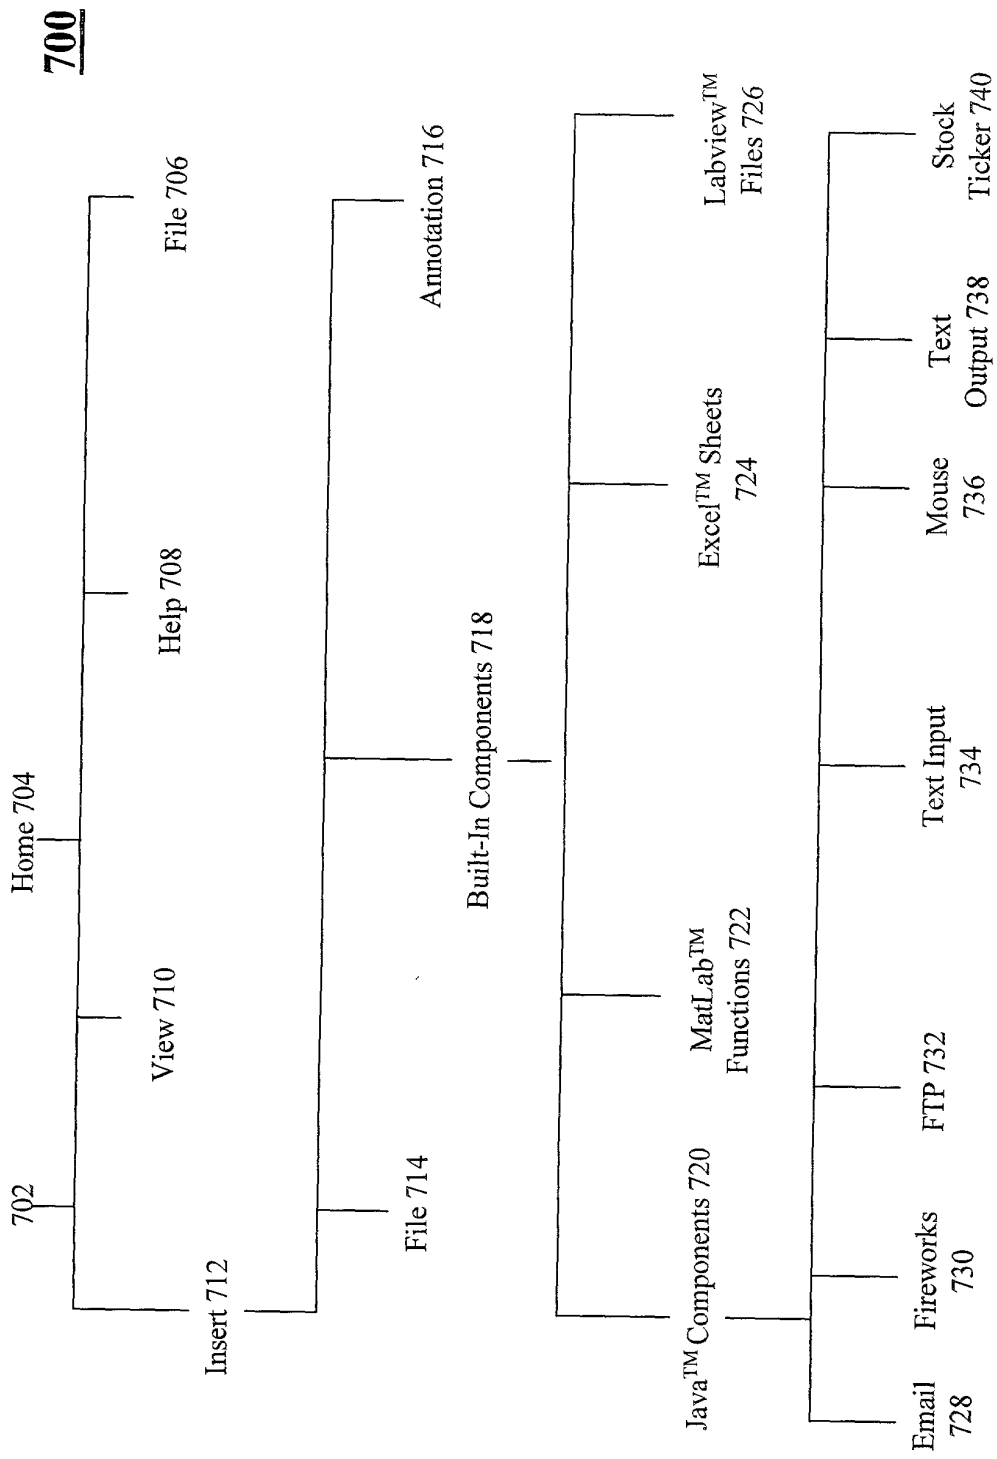 700
702
Home 704
Insert 712
View 710
Help 708
File 706
File 714
Built-In Components 718
Annotation 716
Java™ Components 720
MatLab™
Functions 722
Excel™ Sheets
724
Labview™
Files 726
Email
728
Fireworks
730
FTP 732
Text Input
734
Mouse
736
Text
Output 738
Stock
Ticker 740